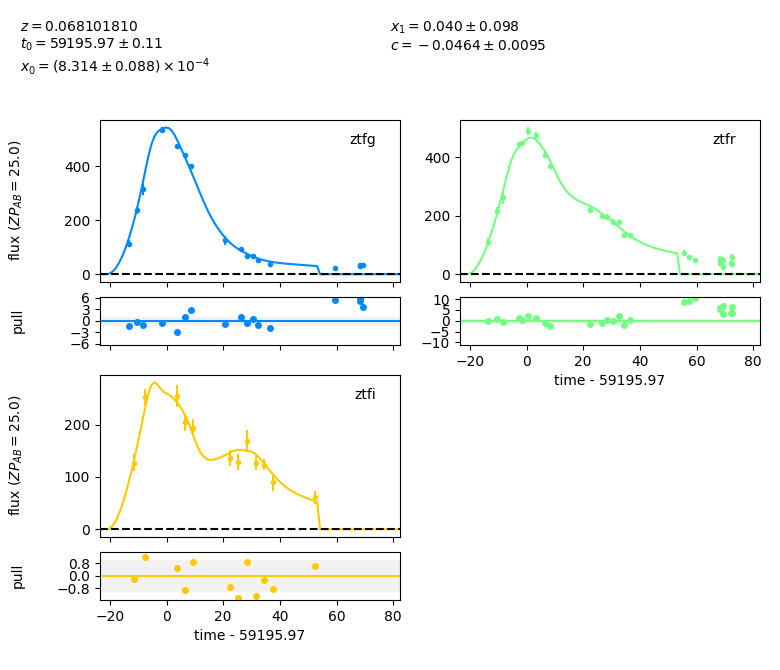 z = 0.068101810
t₀ = 59195.97 ± 0.11
x₀ = (8.314 ± 0.088) × 10⁻⁴
x₁ = 0.040 ± 0.098
c = −0.0464 ± 0.0095
ztfg
flux (ZP_AB = 25.0)
400
200
0
ztfr
400
200
0
pull
6
3
0
−3
−6
10
5
0
−5
−10
−20 0 20 40 60 80
time - 59195.97
ztfi
flux (ZP_AB = 25.0)
200
100
0
pull
0.8
0.0
−0.8
−20 0 20 40 60 80
time - 59195.97